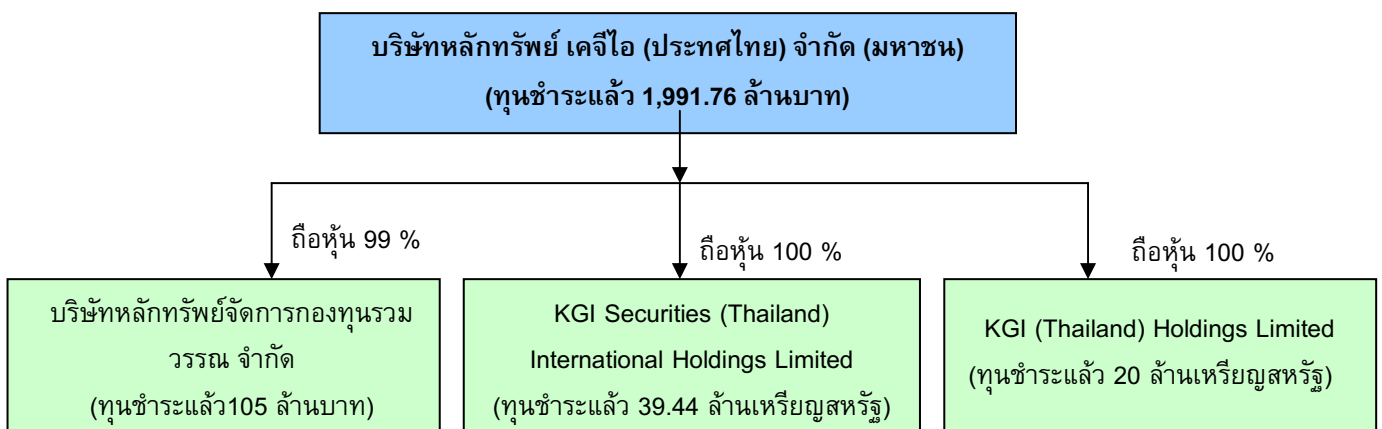 บริษัทหลักทรัพย์ เคจีไอ (ประทศไทย) จำกัด (มหาชน)
(ทุนชำระแล้ว 1,991.76 ล้านบาท)
ถือหุ้น 99 %
ถือหุ้น 100 %
ถือหุ้น 100 %
บริษัทหลักทรัพย์จัดการกองทุนรวม
วรรณ จำกัด
(ทุนชำระแล้ว105 ล้านบาท)
KGI Securities (Thailand)
International Holdings Limited
(ทุนชำระแล้ว 39.44 ล้านเหรียญสหรัฐ)
KGI (Thailand) Holdings Limited
(ทุนชำระแล้ว 20 ล้านเหรียญสหรัฐ)